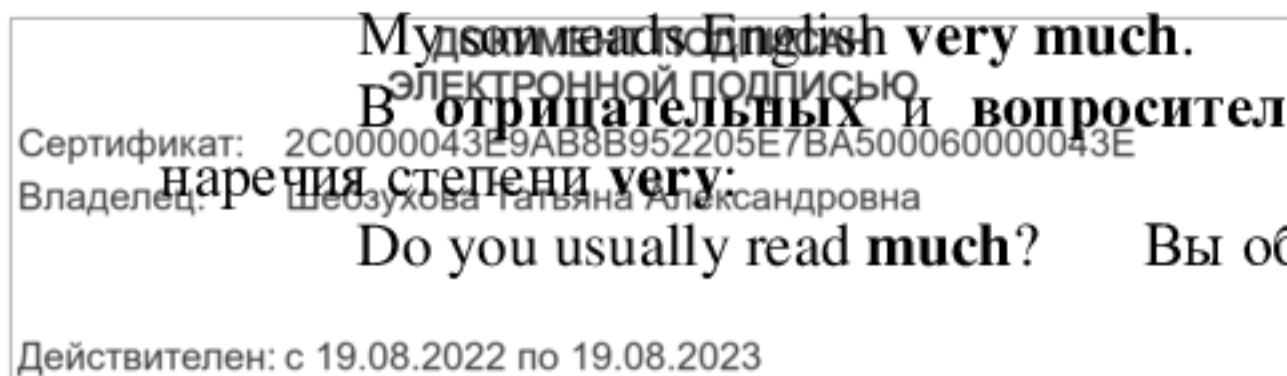 My son reads English very much.
ДОКУМЕНТ ПОДПИСАН
ЭЛЕКТРОННОЙ ПОДПИСЬЮ
В отрицательных и вопросител
Сертификат: 2C0000043E9AB8B952205E7BA500060000043E
наречия степени very:
Владелец: Шебзухова Татьяна Александровна
Do you usually read much? Вы об
Действителен: с 19.08.2022 по 19.08.2023